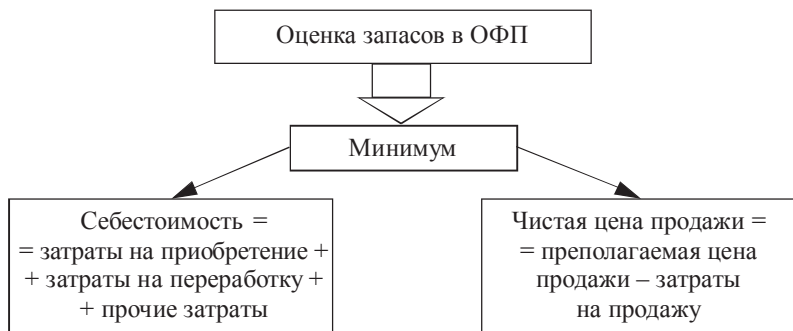 Оценка запасов в ОФП
Минимум
Себестоимость =
= затраты на приобретение +
+ затраты на переработку +
+ прочие затраты
Чистая цена продажи =
= преполагаемая цена
продажи – затраты
на продажу